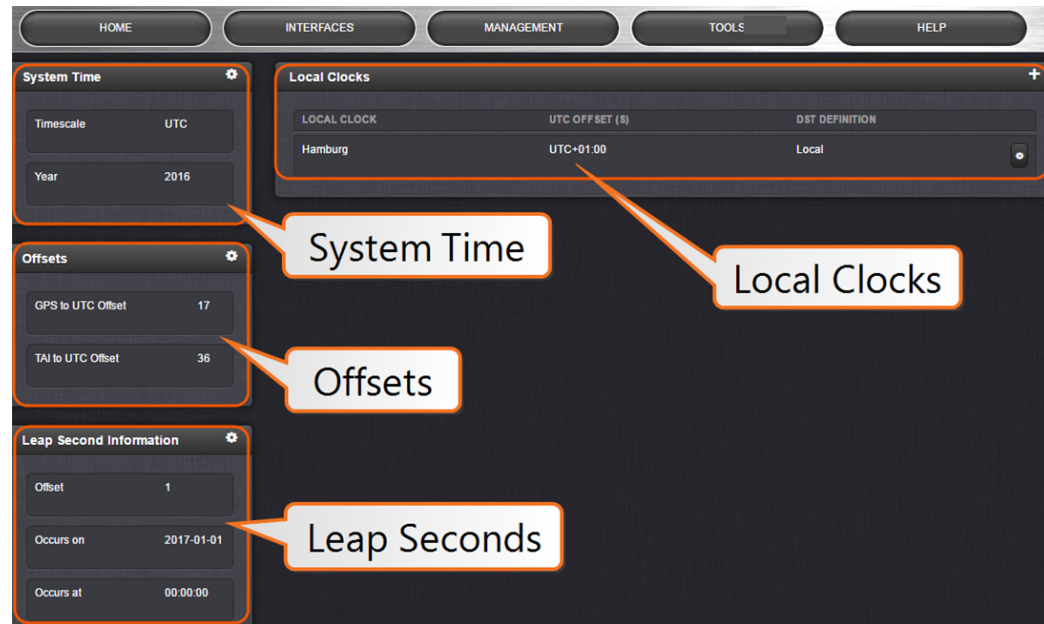 HOME INTERFACES MANAGEMENT TOOLS HELP
System Time
Timescale UTC
Year 2016
System Time
Offsets
GPS to UTC Offset 17
TAI to UTC Offset 36
Offsets
Leap Second Information
Offset 1
Occurs on 2017-01-01
Occurs at 00:00:00
Leap Seconds
Local Clocks
LOCAL CLOCK UTC OFFSET (S) DST DEFINITION
Hamburg UTC+01:00 Local
Local Clocks